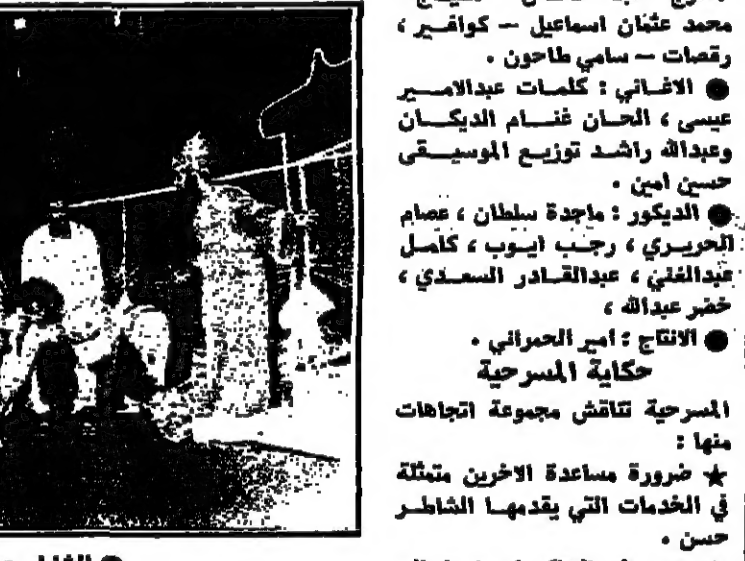 محمد عثمان اسماعيل — كوافير ،
رقصات — سامي طاحون .
● الاغاني : كلمات عبدالامير
عيسى ، الحان غنام الديكان
وعبدالله راشد توزيع الموسيقى
حسين امين .
● الديكور : ماجدة سلطان ، عصام
الحريري ، رجب ايوب ، كامل
عبدالغني ، عبدالقادر السعدي ،
خضر عبدالله ،
● الانتاج : امير الحمراني .
حكاية المسرحية
المسرحية تناقش مجموعة اتجاهات
منها :
★ ضرورة مساعدة الاخرين متمثلة
في الخدمات التي يقدمها الشاطر
حسن .